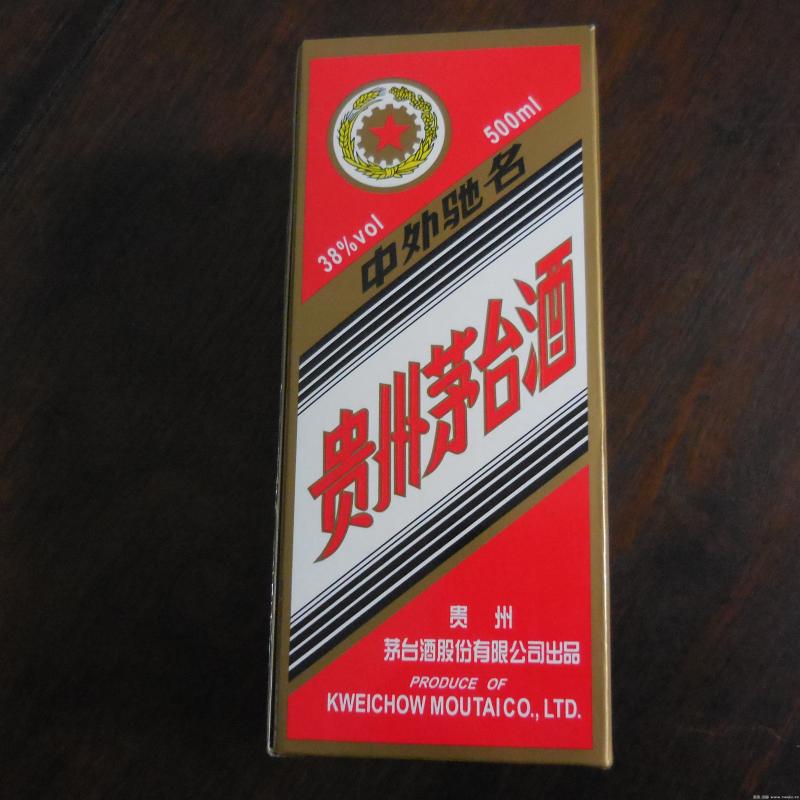 500ml
38%vol
中外驰名
贵州茅台酒
贵 州
茅台酒股份有限公司出品
PRODUCE OF
KWEICHOW MOUTAI CO., LTD.